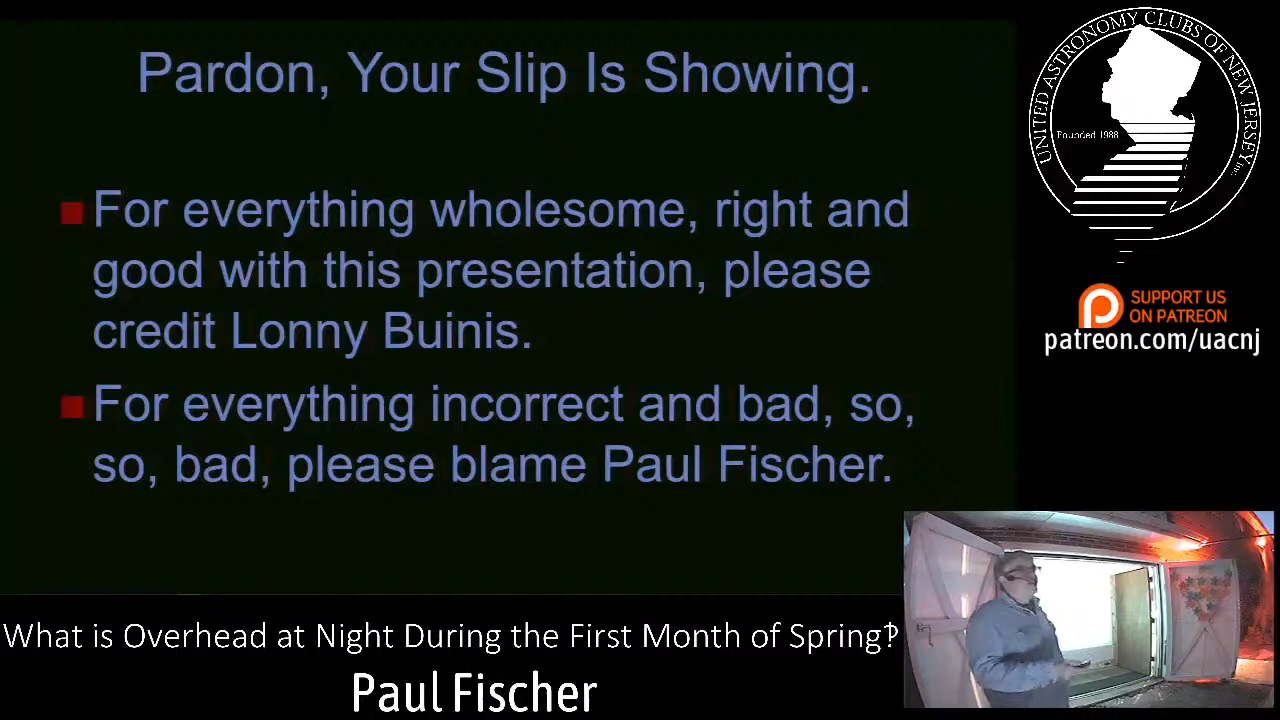 Pardon, Your Slip Is Showing.
For everything wholesome, right and
good with this presentation, please
credit Lonny Buinis.
For everything incorrect and bad, so,
so, bad, please blame Paul Fischer.
UNITED ASTRONOMY CLUBS OF NEW JERSEY, Inc.
Founded 1988
SUPPORT US
ON PATREON
patreon.com/uacnj
What is Overhead at Night During the First Month of Spring?
Paul Fischer